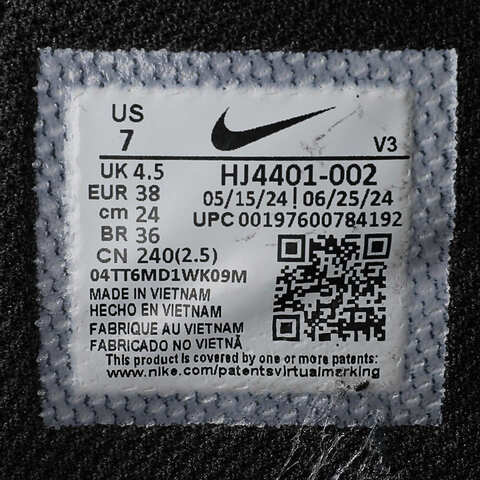 US
7
V3
UK 4.5
EUR 38
cm 24
BR 36
CN 240(2.5)
HJ4401-002
05/15/24 | 06/25/24
UPC 00197600784192
04TT6MD1WK09M
MADE IN VIETNAM
HECHO EN VIETNAM
FABRIQUE AU VIETNAM
FABRICADO NO VIETNÃ
This product is covered by one or more patents:
www.nike.com/patentsvirtualmarking